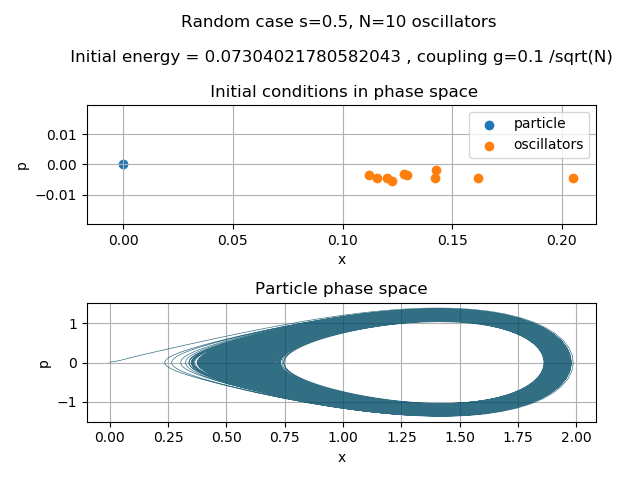 Random case s=0.5, N=10 oscillators
Initial energy = 0.07304021780582043 , coupling g=0.1 /sqrt(N)
Initial conditions in phase space
particle
oscillators
0.01
0.00
−0.01
p
0.00 0.05 0.10 0.15 0.20
x
Particle phase space
1
0
−1
p
0.00 0.25 0.50 0.75 1.00 1.25 1.50 1.75 2.00
x